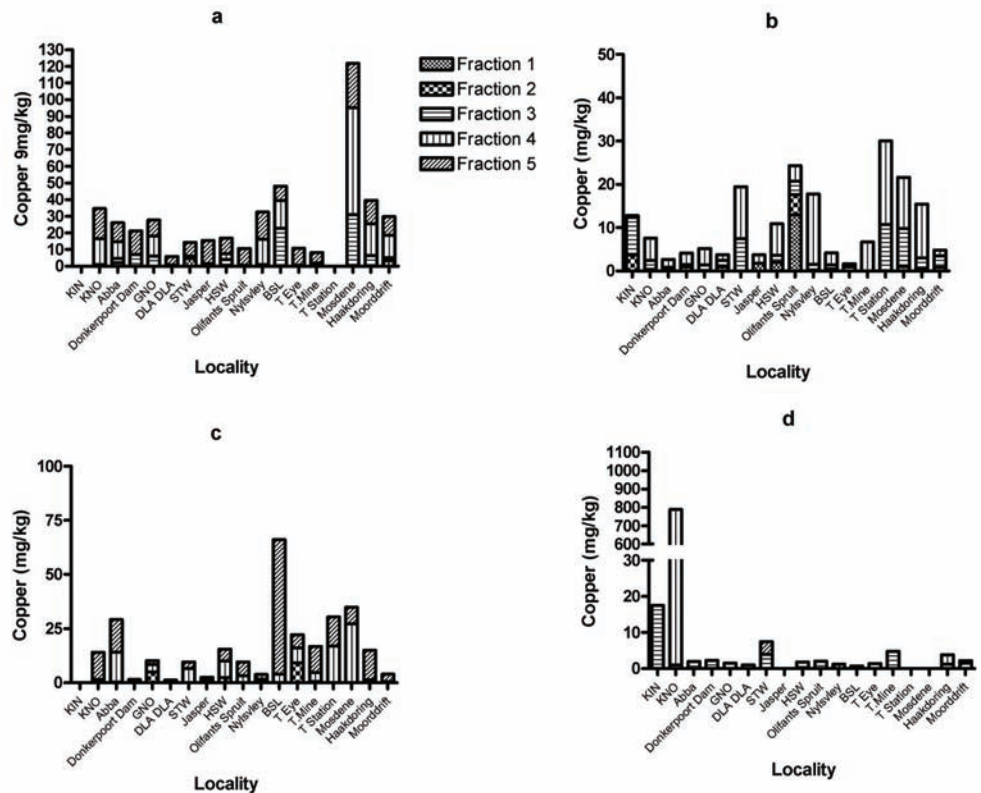 a
Copper 9mg/kg)
130
120
110
100
90
80
70
60
50
40
30
20
10
0
KIN
KNO
Abba
Donkerpoort Dam
GNO
DLA DLA
STW
Jasper
HSW
Olifants Spruit
Nylsvley
BSL
T Eye
T.Mine
T Station
Mosdene
Haakdoring
Moorddrift
Locality
Fraction 1
Fraction 2
Fraction 3
Fraction 4
Fraction 5
b
Copper (mg/kg)
50
40
30
20
10
0
KIN
KNO
Abba
Donkerpoort Dam
GNO
DLA DLA
STW
Jasper
HSW
Olifants Spruit
Nylsvley
BSL
T Eye
T.Mine
T Station
Mosdene
Haakdoring
Moorddrift
Locality
c
Copper (mg/kg)
100
75
50
25
0
KIN
KNO
Abba
Donkerpoort Dam
GNO
DLA DLA
STW
Jasper
HSW
Olifants Spruit
Nylsvley
BSL
T Eye
T.Mine
T Station
Mosdene
Haakdoring
Moorddrift
Locality
d
Copper (mg/kg)
1100
1000
900
800
700
600
30
20
10
0
KIN
KNO
Abba
Donkerpoort Dam
GNO
DLA DLA
STW
Jasper
HSW
Olifants Spruit
Nylsvley
BSL
T Eye
T.Mine
T Station
Mosdene
Haakdoring
Moorddrift
Locality